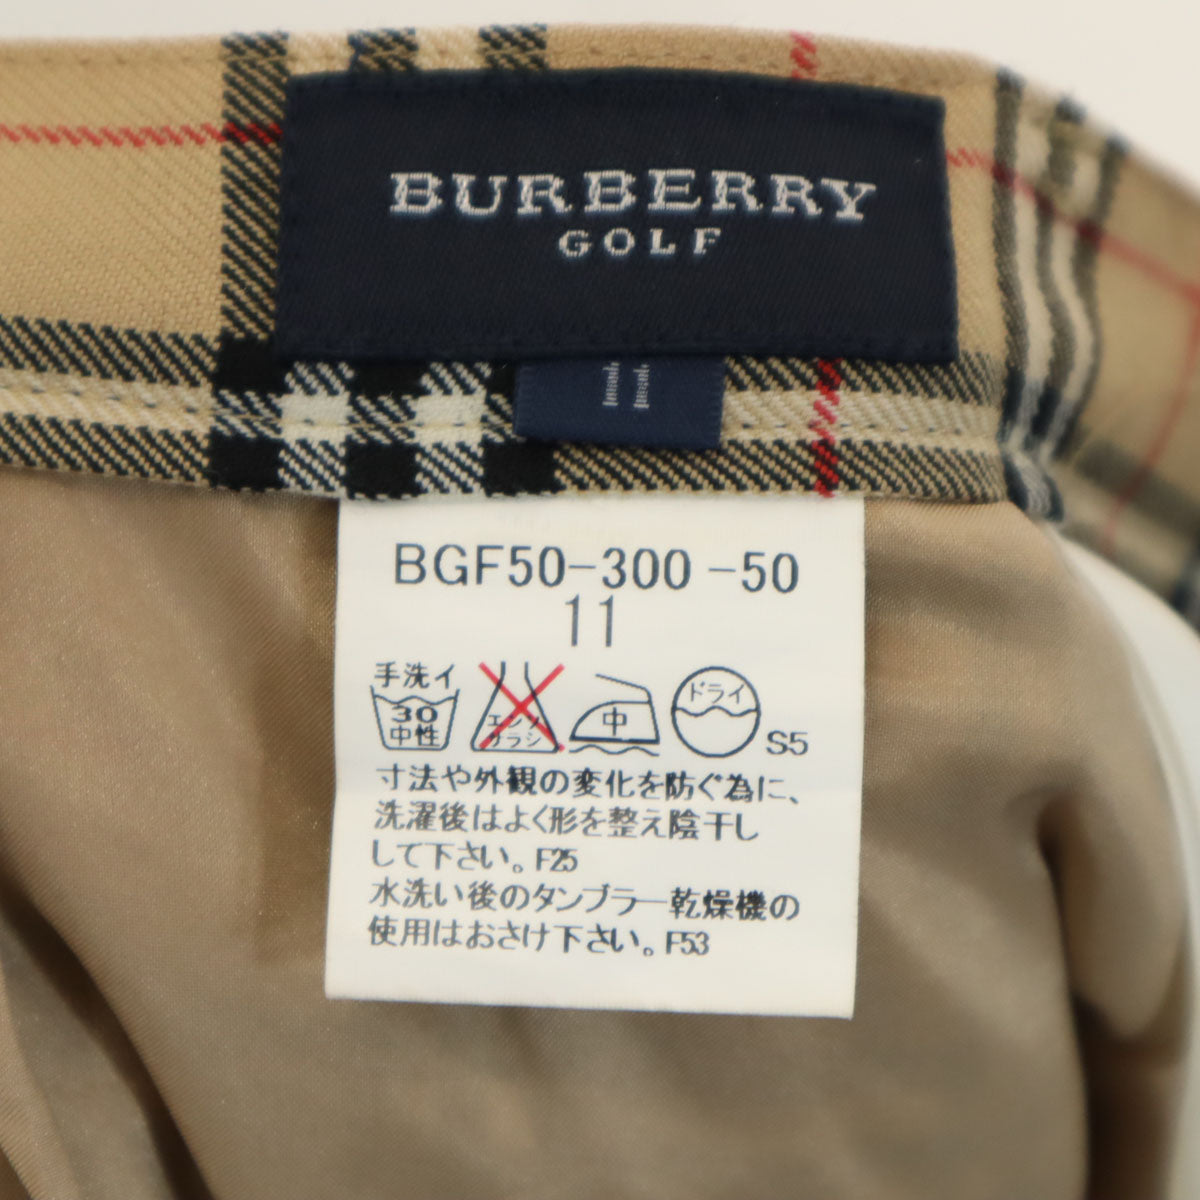 BURBERRY
GOLF
11
BGF50-300-50
11
手洗イ
30
中性
エンソ
サラシ
中
ドライ
S5
寸法や外観の変化を防ぐ為に、
洗濯後はよく形を整え陰干し
して下さい。F25
水洗い後のタンブラー乾燥機の
使用はおさけ下さい。F53